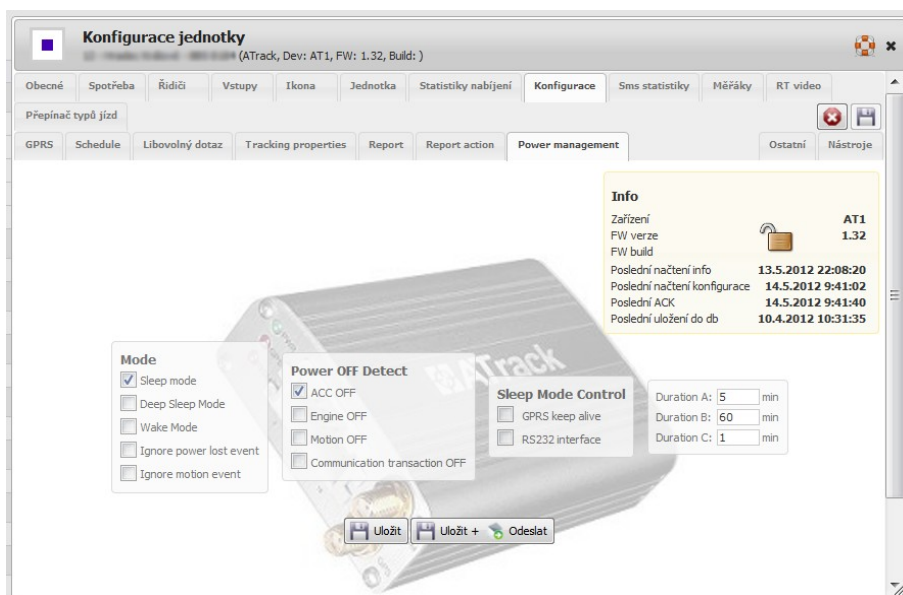 Konfigurace jednotky
(ATrack, Dev: AT1, FW: 1.32, Build: )
Obecné Spotřeba Řidiči Vstupy Ikona Jednotka Statistiky nabíjení Konfigurace Sms statistiky Měřáky RT video
Přepínač typů jízd
GPRS Schedule Libovolný dotaz Tracking properties Report Report action Power management Ostatní Nástroje
Info
Zařízení AT1
FW verze 1.32
FW build
Poslední načtení info 13.5.2012 22:08:20
Poslední načtení konfigurace 14.5.2012 9:41:02
Poslední ACK 14.5.2012 9:41:40
Poslední uložení do db 10.4.2012 10:31:35
ATrack
Mode
Sleep mode
Deep Sleep Mode
Wake Mode
Ignore power lost event
Ignore motion event
Power OFF Detect
ACC OFF
Engine OFF
Motion OFF
Communication transaction OFF
Sleep Mode Control
GPRS keep alive
RS232 interface
Duration A: 5 min
Duration B: 60 min
Duration C: 1 min
Uložit Uložit + Odeslat